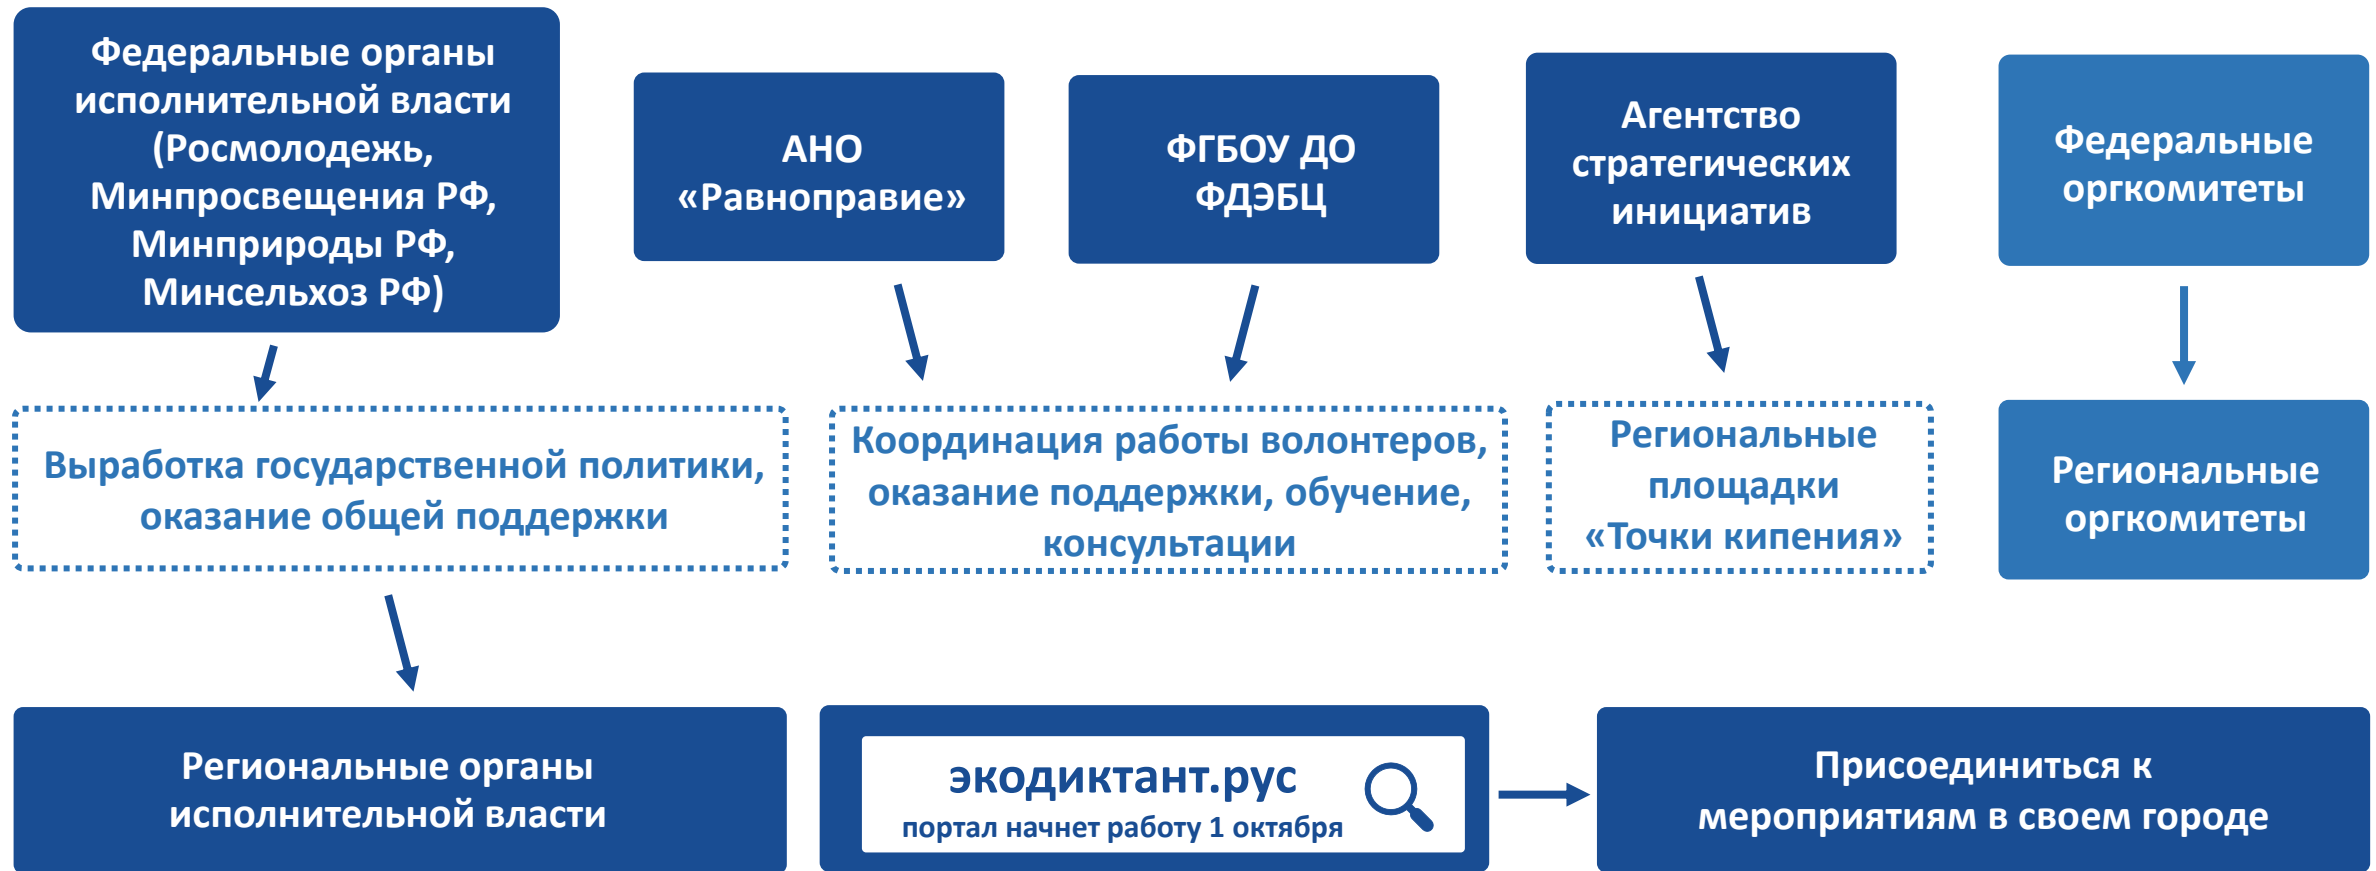 Федеральные органы
исполнительной власти
(Росмолодежь,
Минпросвещения РФ,
Минприроды РФ,
Минсельхоз РФ)
АНО
«Равноправие»
ФГБОУ ДО
ФДЭБЦ
Агентство
стратегических
инициатив
Федеральные
оргкомитеты
Выработка государственной политики,
оказание общей поддержки
Координация работы волонтеров,
оказание поддержки, обучение,
консультации
Региональные
площадки
«Точки кипения»
Региональные
оргкомитеты
Региональные органы
исполнительной власти
экодиктант.рус
портал начнет работу 1 октября
Присоединиться к
мероприятиям в своем городе